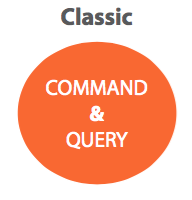 Classic
COMMAND
&
QUERY